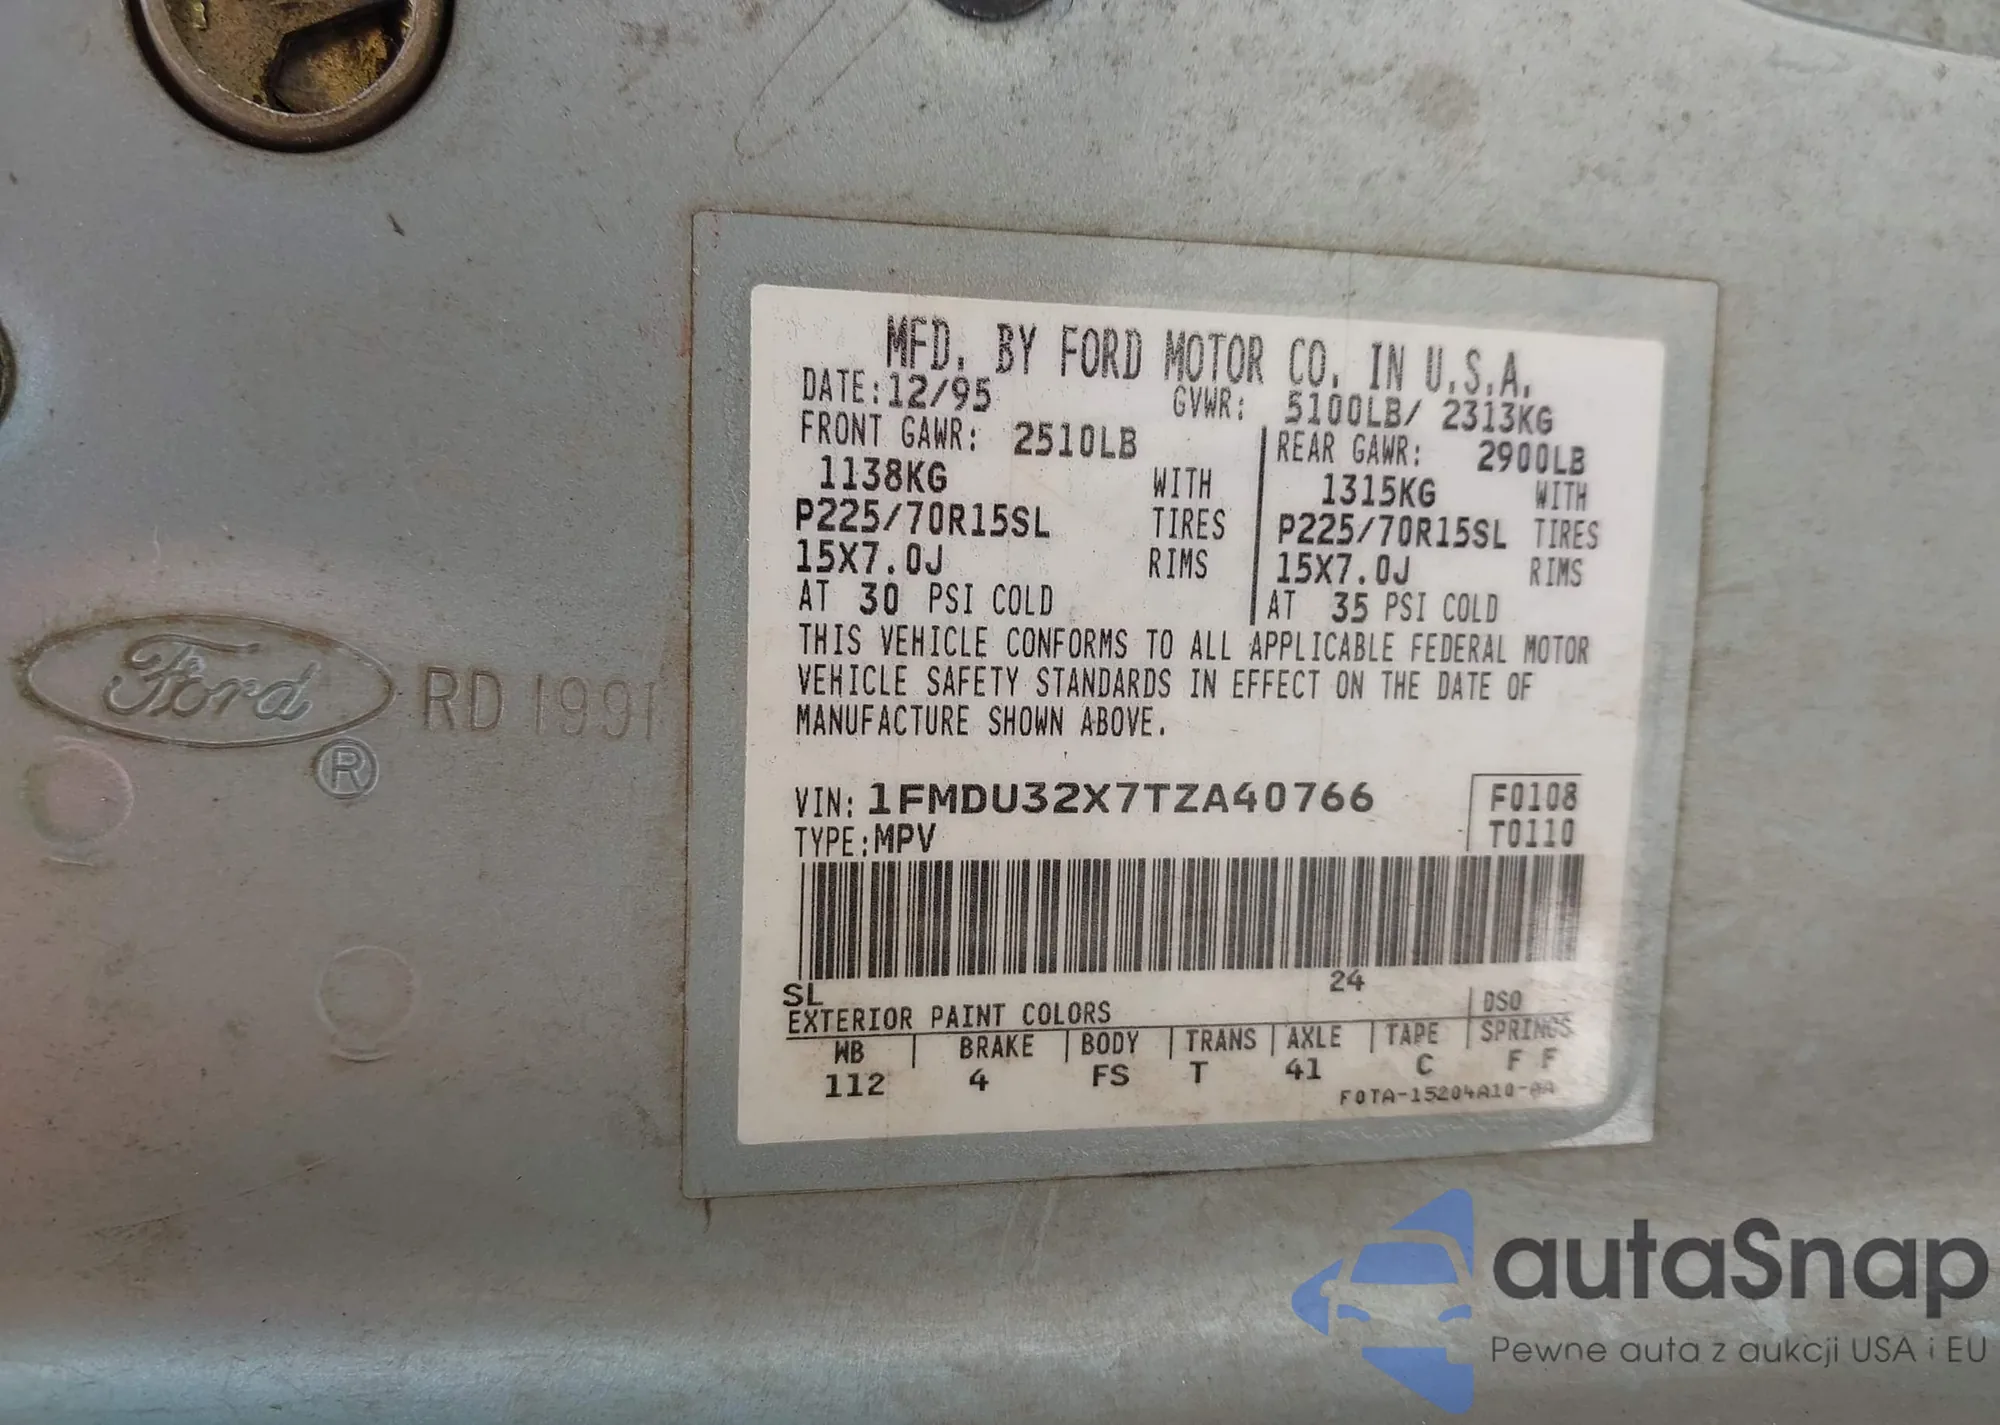 MFD. BY FORD MOTOR CO. IN U.S.A.
DATE: 12/95 GVWR: 5100LB/ 2313KG
FRONT GAWR: 2510LB REAR GAWR: 2900LB
1138KG WITH 1315KG WITH
P225/70R15SL TIRES P225/70R15SL TIRES
15X7.0J RIMS 15X7.0J RIMS
AT 30 PSI COLD AT 35 PSI COLD
THIS VEHICLE CONFORMS TO ALL APPLICABLE FEDERAL MOTOR
VEHICLE SAFETY STANDARDS IN EFFECT ON THE DATE OF
MANUFACTURE SHOWN ABOVE.
Ford ® RD 1991
VIN: 1FMDU32X7TZA40766 F0108
TYPE: MPV T0110
SL 24
EXTERIOR PAINT COLORS DSO
WB BRAKE BODY TRANS AXLE TAPE SPRINGS
112 4 FS T 41 C F F
F0TA-15204A10-AA
autaSnap
Pewne auta z aukcji USA i EU